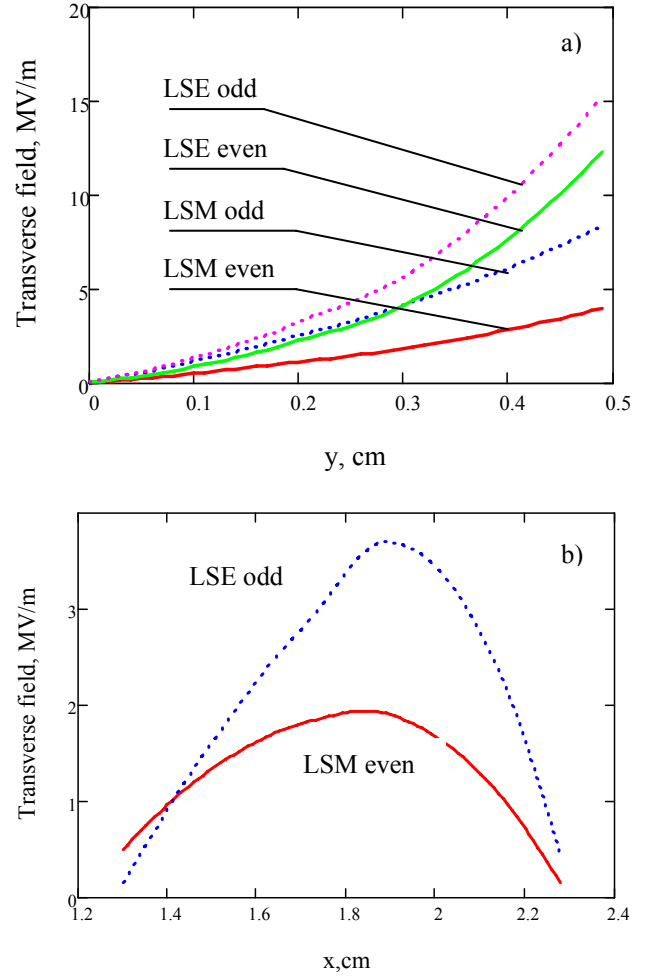 20
a)
LSE odd
15
LSE even
10
LSM odd
LSM even
5
0
0 0.1 0.2 0.3 0.4 0.5
Transverse field, MV/m
y, cm
b)
LSE odd
3
2
LSM even
1
0
1.2 1.4 1.6 1.8 2 2.2 2.4
Transverse field, MV/m
x,cm